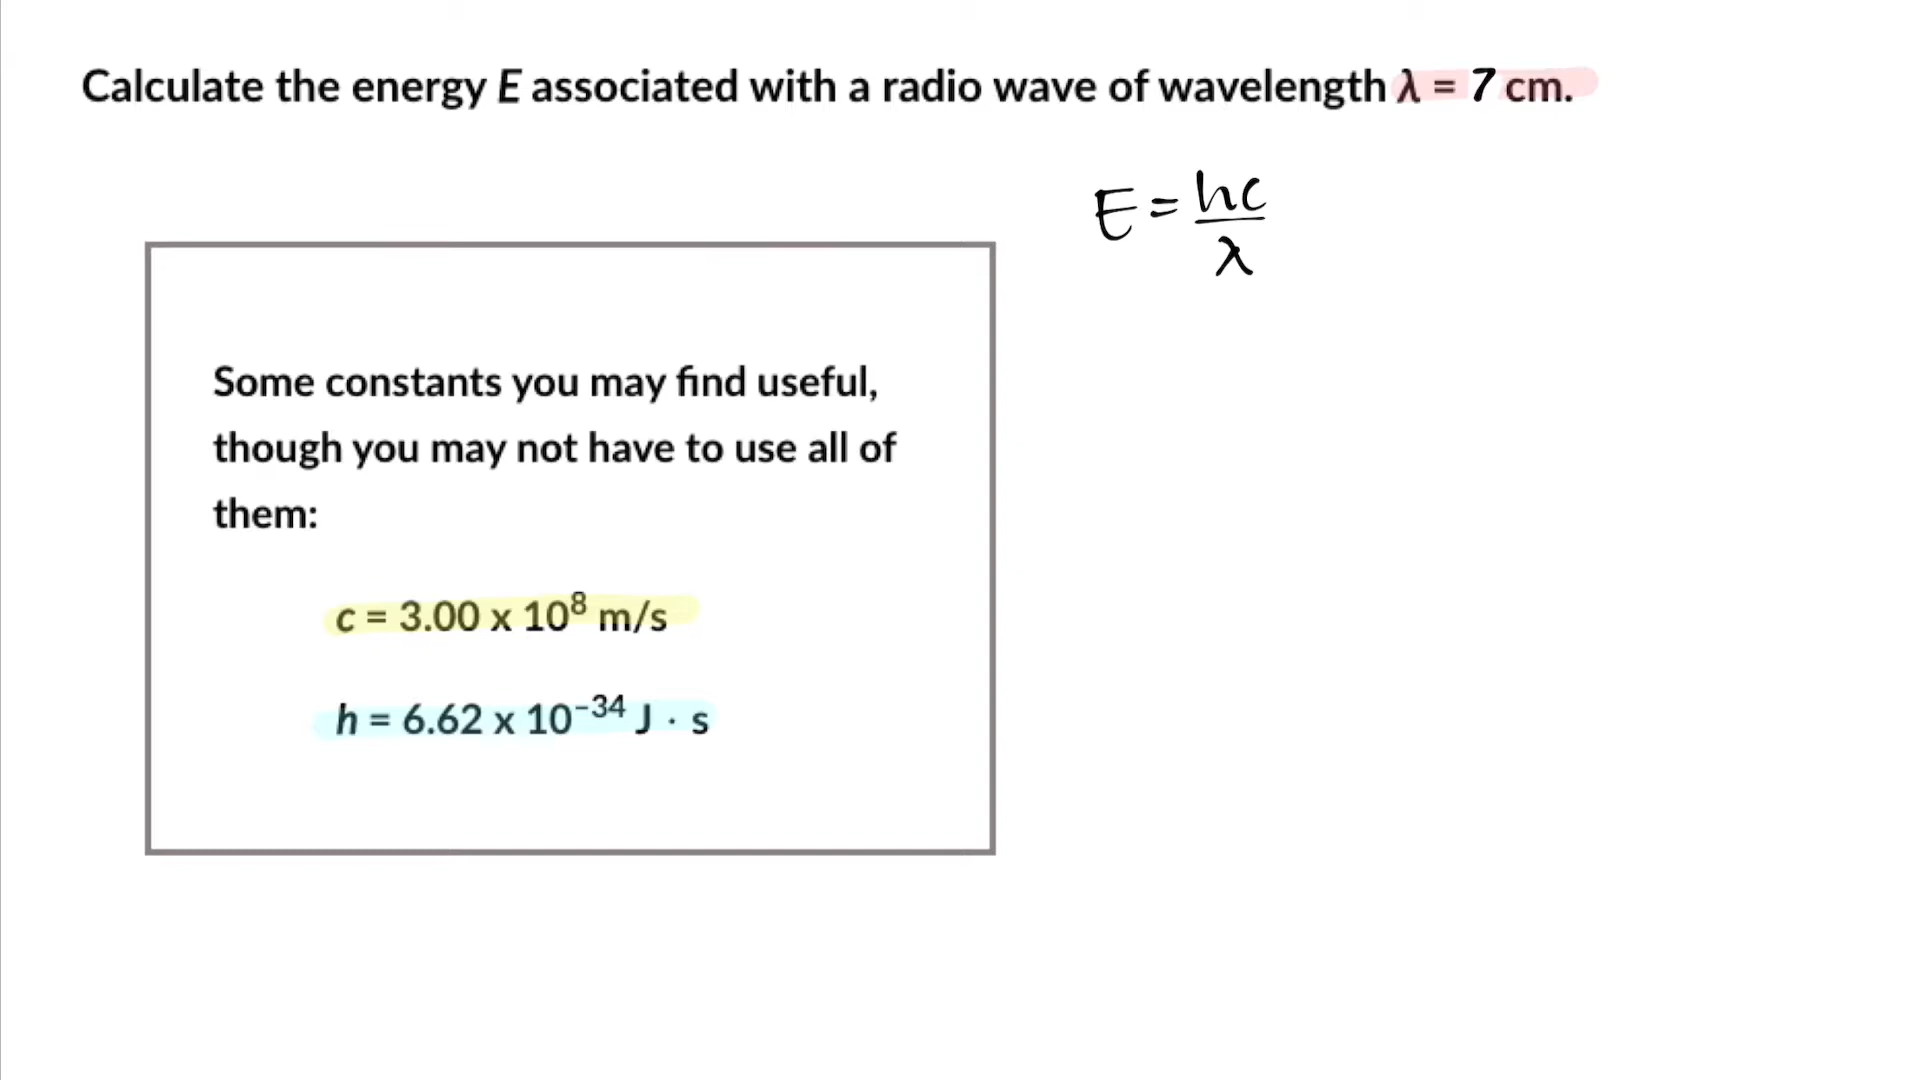 Calculate the energy E associated with a radio wave of wavelength λ = 7 cm.
E = hc/λ
Some constants you may find useful,
though you may not have to use all of
them:
c = 3.00 x 10⁸ m/s
h = 6.62 x 10⁻³⁴ J · s